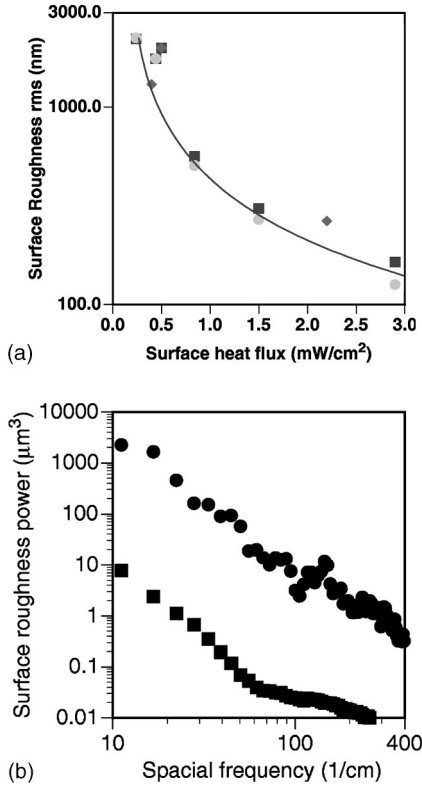 3000.0
1000.0
100.0
Surface Roughness rms (nm)
0.0 0.5 1.0 1.5 2.0 2.5 3.0
Surface heat flux (mW/cm²)
(a)
10000
1000
100
10
1
0.1
0.01
Surface roughness power (μm³)
10 100 400
Spacial frequency (1/cm)
(b)